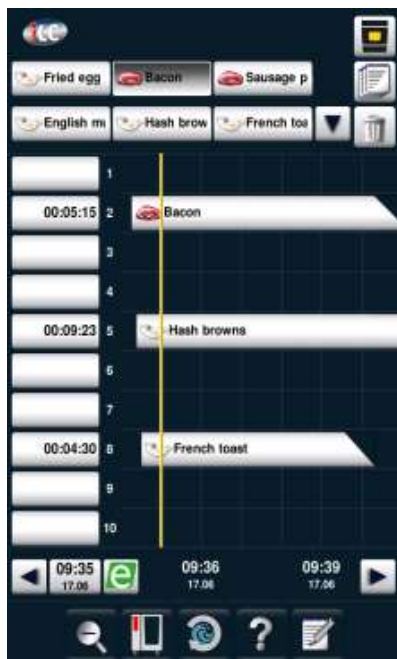 iLC
Fried egg Bacon Sausage p
English m Hash brow French toa
1
00:05:15 2 Bacon
3
4
00:09:23 5 Hash browns
6
7
00:04:30 8 French toast
9
10
09:35 09:36 09:39
17.06 17.06 17.06
?